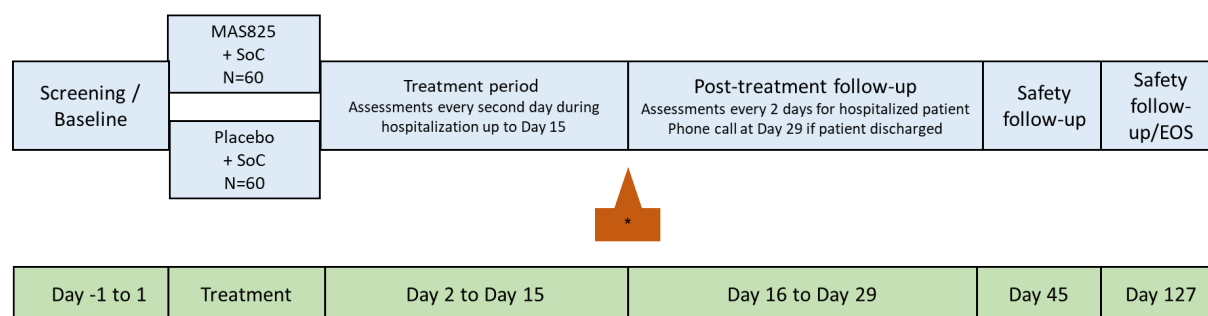 MAS825
+ SoC
N=60
Screening /
Baseline
Placebo
+ SoC
N=60
Treatment period
Assessments every second day during
hospitalization up to Day 15
Post-treatment follow-up
Assessments every 2 days for hospitalized patient
Phone call at Day 29 if patient discharged
Safety
follow-up
Safety
follow-
up/EOS
*
Day -1 to 1
Treatment
Day 2 to Day 15
Day 16 to Day 29
Day 45
Day 127